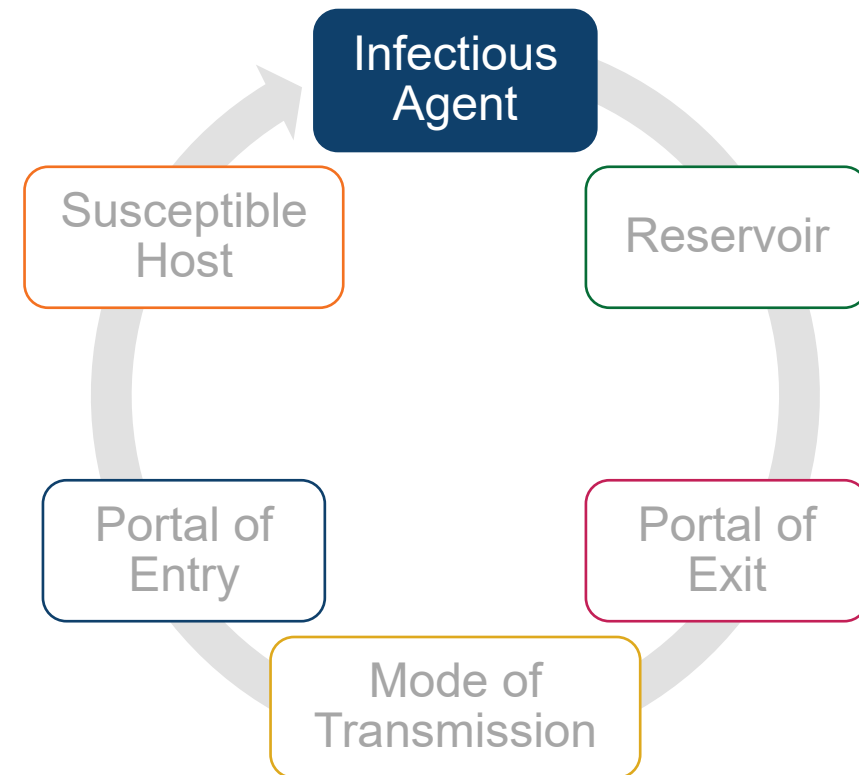 Infectious
Agent
Reservoir
Portal of
Exit
Mode of
Transmission
Portal of
Entry
Susceptible
Host